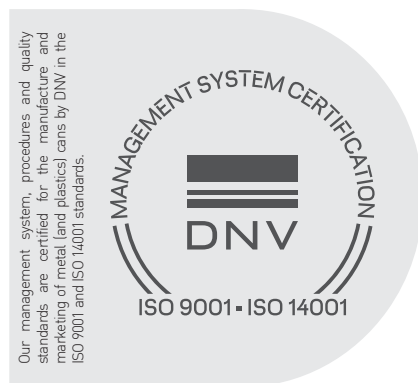 Our management system, procedures and quality
standards are certified for the manufacture and
marketing of metal (and plastics) cans by DNV in the
ISO 9001 and ISO 14001 standards.
MANAGEMENT SYSTEM CERTIFICATION
DNV
ISO 9001 - ISO 14001